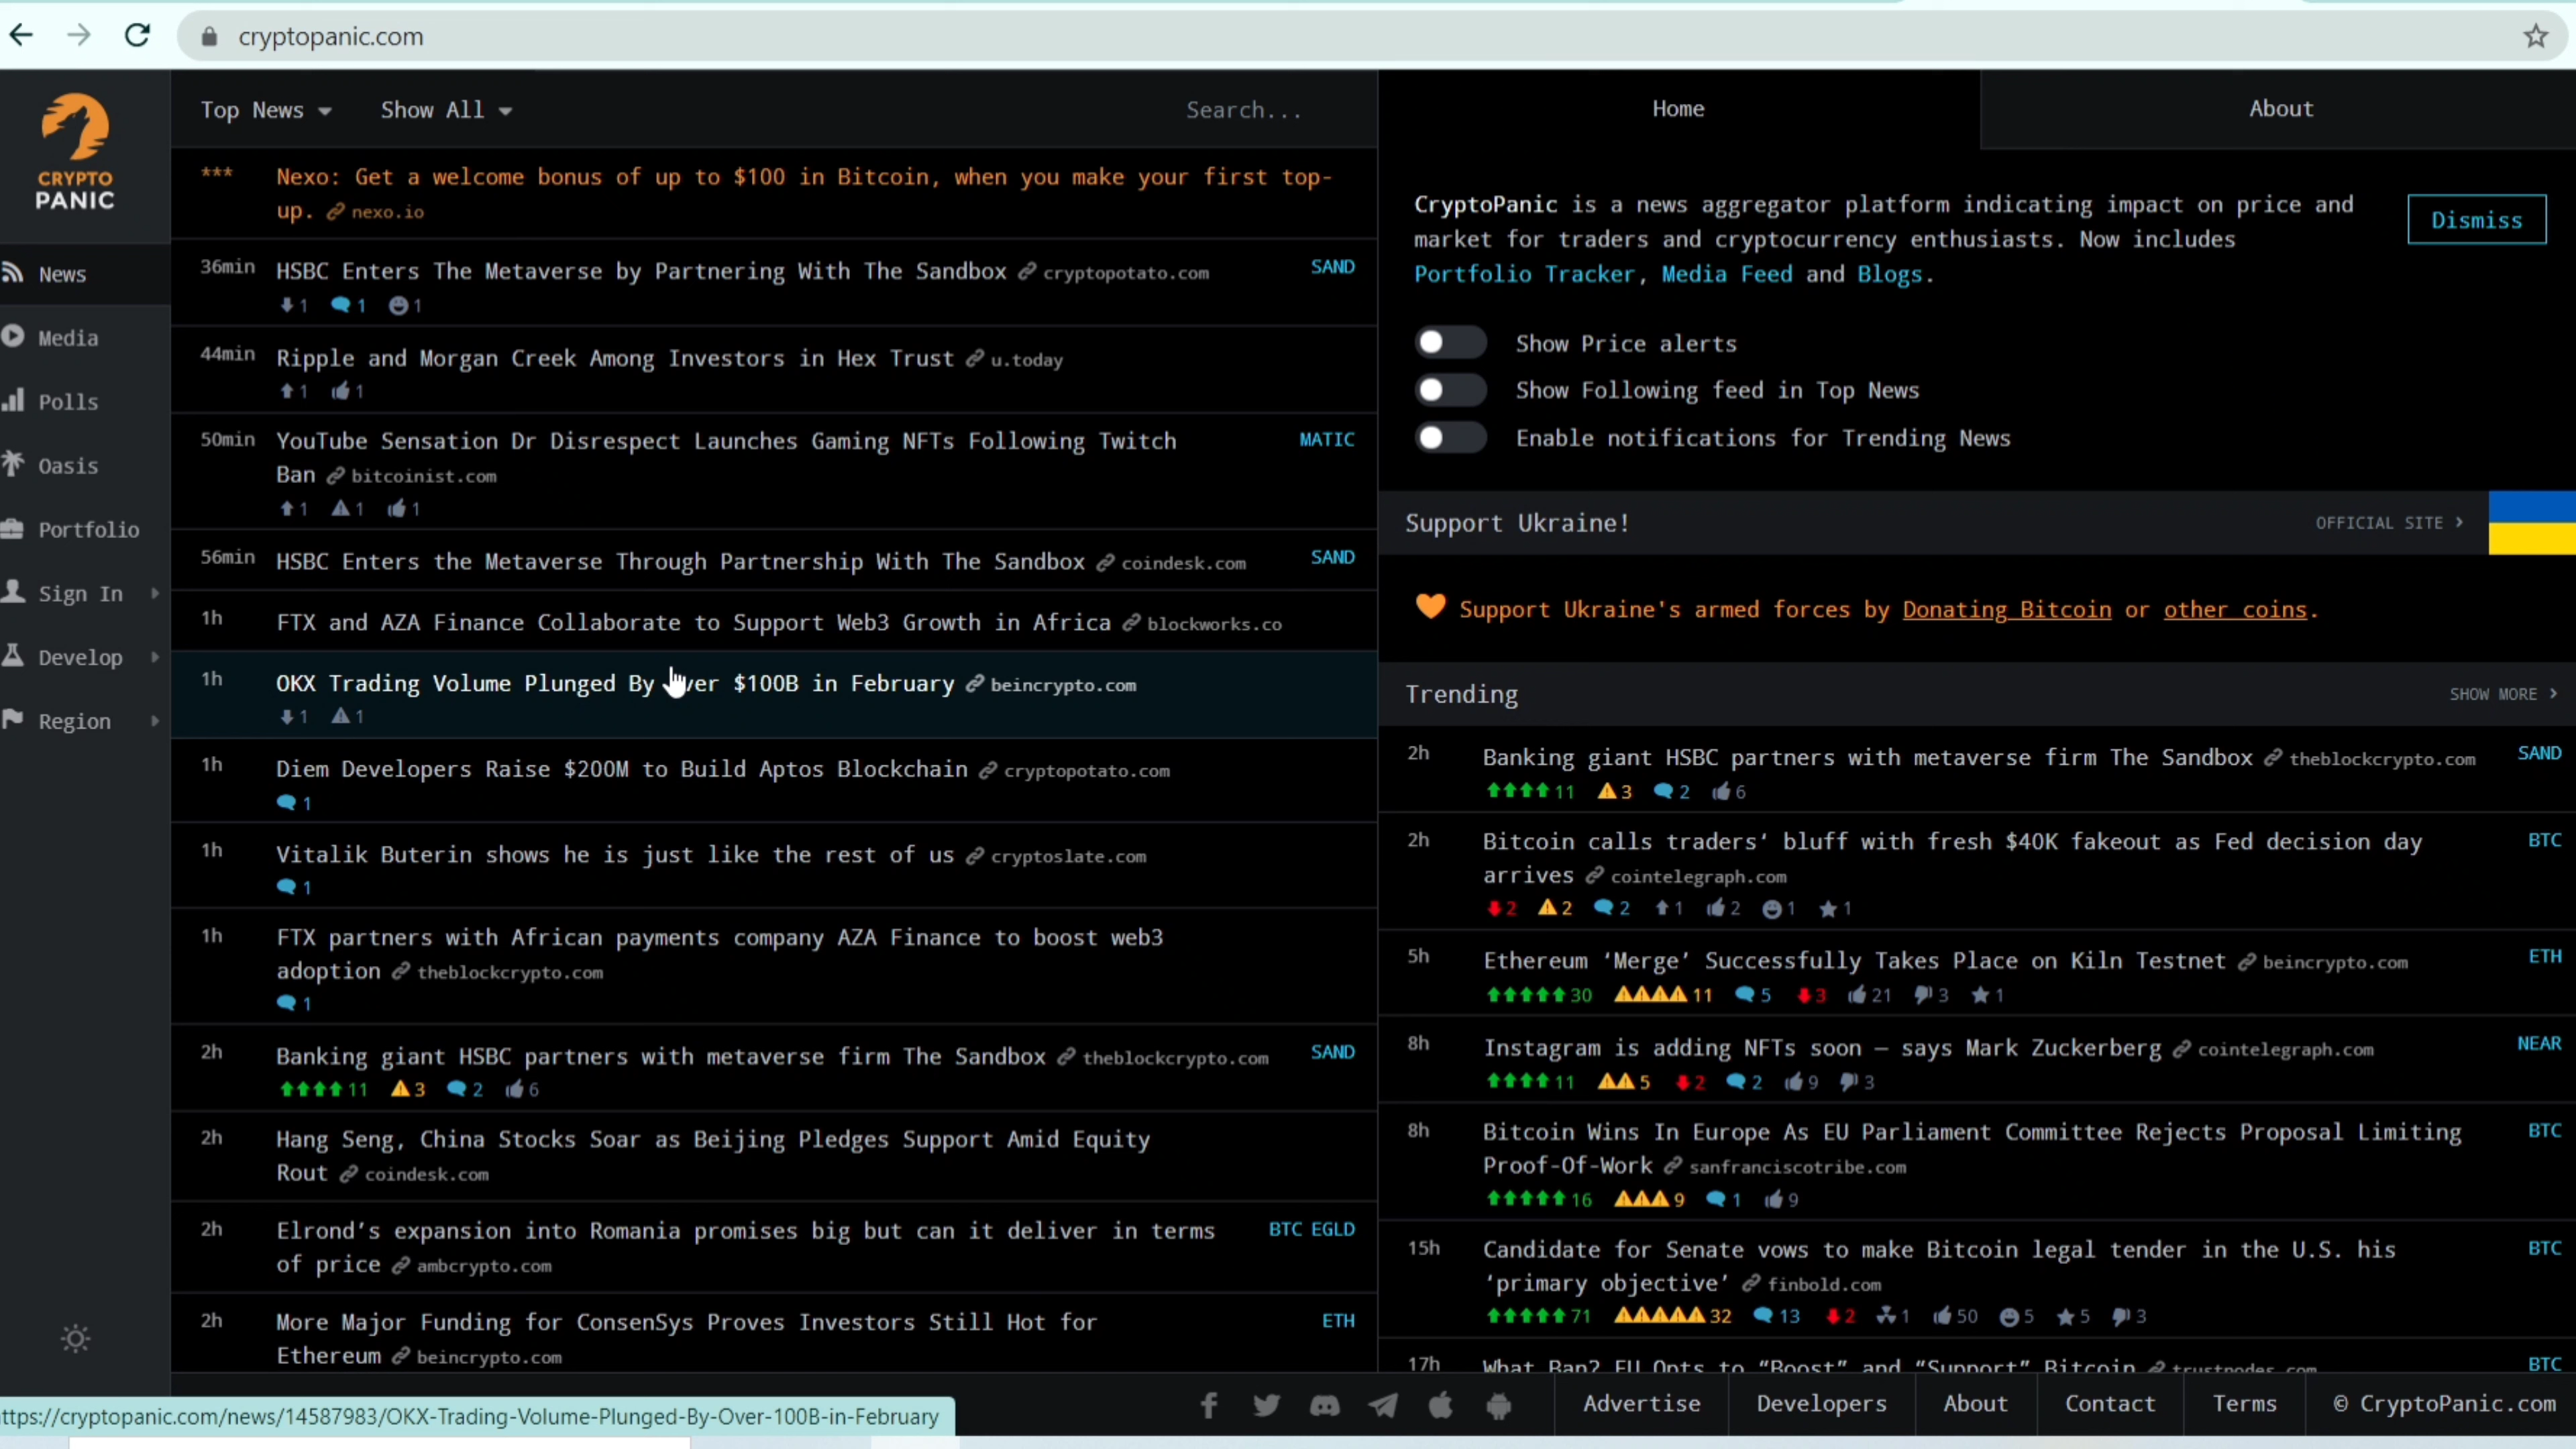 cryptopanic.com
CRYPTO
PANIC
Top News
Show All
Search...
Home
About
News
Media
Polls
Oasis
Portfolio
Sign In
Develop
Region
*** Nexo: Get a welcome bonus of up to $100 in Bitcoin, when you make your first top-
up. nexo.io
36min HSBC Enters The Metaverse by Partnering With The Sandbox cryptopotato.com SAND
1 1 1
44min Ripple and Morgan Creek Among Investors in Hex Trust u.today
1 1
50min YouTube Sensation Dr Disrespect Launches Gaming NFTs Following Twitch MATIC
Ban bitcoinist.com
1 1 1
56min HSBC Enters the Metaverse Through Partnership With The Sandbox coindesk.com SAND
1h FTX and AZA Finance Collaborate to Support Web3 Growth in Africa blockworks.co
1h OKX Trading Volume Plunged By ver $100B in February beincrypto.com
1 1
1h Diem Developers Raise $200M to Build Aptos Blockchain cryptopotato.com
1
1h Vitalik Buterin shows he is just like the rest of us cryptoslate.com
1
1h FTX partners with African payments company AZA Finance to boost web3
adoption theblockcrypto.com
1
2h Banking giant HSBC partners with metaverse firm The Sandbox theblockcrypto.com SAND
11 3 2 6
2h Hang Seng, China Stocks Soar as Beijing Pledges Support Amid Equity
Rout coindesk.com
2h Elrond's expansion into Romania promises big but can it deliver in terms BTC EGLD
of price ambcrypto.com
2h More Major Funding for ConsenSys Proves Investors Still Hot for ETH
Ethereum beincrypto.com
CryptoPanic is a news aggregator platform indicating impact on price and
market for traders and cryptocurrency enthusiasts. Now includes
Portfolio Tracker, Media Feed and Blogs.
Dismiss
Show Price alerts
Show Following feed in Top News
Enable notifications for Trending News
Support Ukraine! OFFICIAL SITE >
Support Ukraine's armed forces by Donating Bitcoin or other coins.
Trending SHOW MORE >
2h Banking giant HSBC partners with metaverse firm The Sandbox theblockcrypto.com SAND
11 3 2 6
2h Bitcoin calls traders‘ bluff with fresh $40K fakeout as Fed decision day BTC
arrives cointelegraph.com
2 2 2 1 2 1 1
5h Ethereum ‘Merge’ Successfully Takes Place on Kiln Testnet beincrypto.com ETH
30 11 5 3 21 3 1
8h Instagram is adding NFTs soon — says Mark Zuckerberg cointelegraph.com NEAR
11 5 2 2 9 3
8h Bitcoin Wins In Europe As EU Parliament Committee Rejects Proposal Limiting BTC
Proof-Of-Work sanfranciscotribe.com
16 9 1 9
15h Candidate for Senate vows to make Bitcoin legal tender in the U.S. his BTC
‘primary objective’ finbold.com
71 32 13 2 1 50 5 5 3
17h What Ban? EU Opts to “Boost” and “Support” Bitcoin trustnodes.com BTC
ttps://cryptopanic.com/news/14587983/OKX-Trading-Volume-Plunged-By-Over-100B-in-February
Advertise
Developers
About
Contact
Terms
© CryptoPanic.com